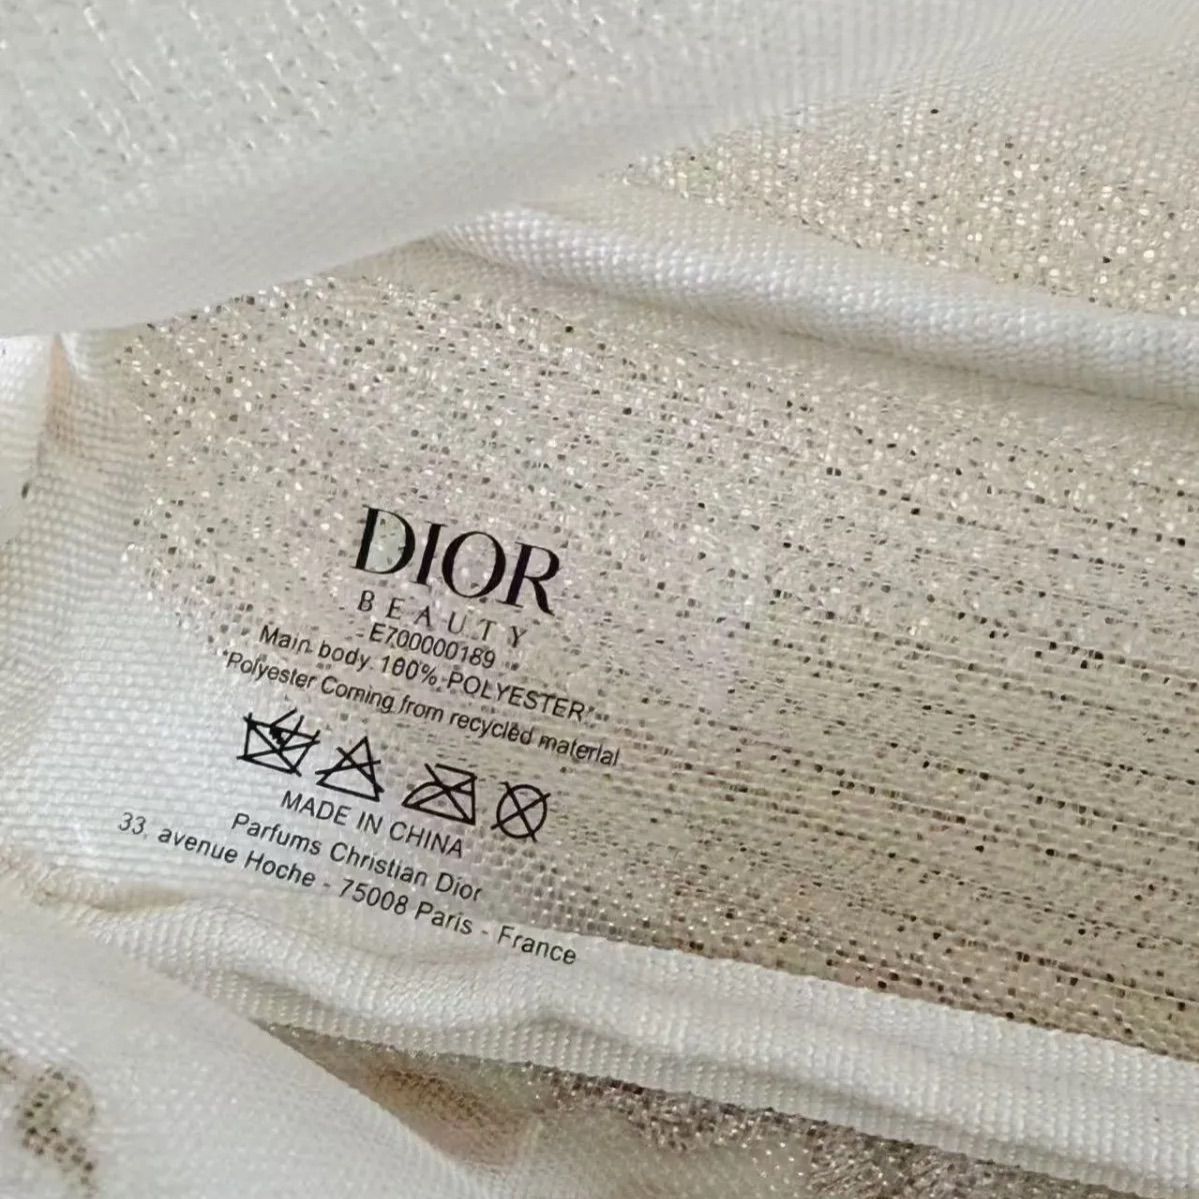 DIOR
BEAUTY
E700000189
Main body 100% POLYESTER*
*Polyester Coming from recycled material
MADE IN CHINA
Parfums Christian Dior
33, avenue Hoche - 75008 Paris - France